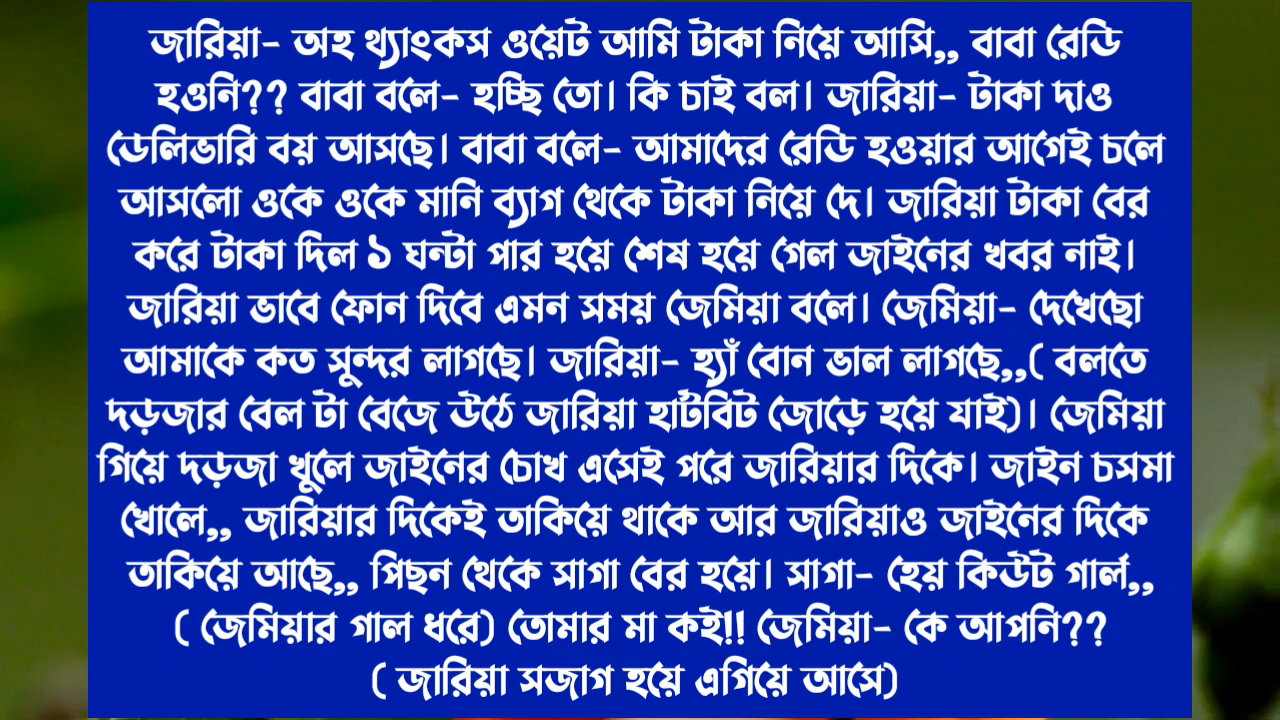 জারিয়া- অহ থ্যাংকস ওয়েট আমি টাকা নিয়ে আসি,, বাবা রেডি
হওনি?? বাবা বলে- হচ্ছি তো। কি চাই বল। জারিয়া- টাকা দাও
ডেলিভারি বয় আসছে। বাবা বলে- আমাদের রেডি হওয়ার আগেই চলে
আসলো ওকে ওকে মানি ব্যাগ থেকে টাকা নিয়ে দে। জারিয়া টাকা বের
করে টাকা দিল ১ ঘন্টা পার হয়ে শেষ হয়ে গেল জাইনের খবর নাই।
জারিয়া ভাবে ফোন দিবে এমন সময় জেমিয়া বলে। জেমিয়া- দেখেছো
আমাকে কত সুন্দর লাগছে। জারিয়া- হ্যাঁ বোন ভাল লাগছে,,( বলতে
দড়জার বেল টা বেজে উঠে জারিয়া হার্টবিট জোড়ে হয়ে যাই)। জেমিয়া
গিয়ে দড়জা খুলে জাইনের চোখ এসেই পরে জারিয়ার দিকে। জাইন চসমা
খোলে,, জারিয়ার দিকেই তাকিয়ে থাকে আর জারিয়াও জাইনের দিকে
তাকিয়ে আছে,, পিছন থেকে সাগা বের হয়ে। সাগা- হেয় কিউট গার্ল,,
( জেমিয়ার গাল ধরে) তোমার মা কই!! জেমিয়া- কে আপনি??
( জারিয়া সজাগ হয়ে এগিয়ে আসে)